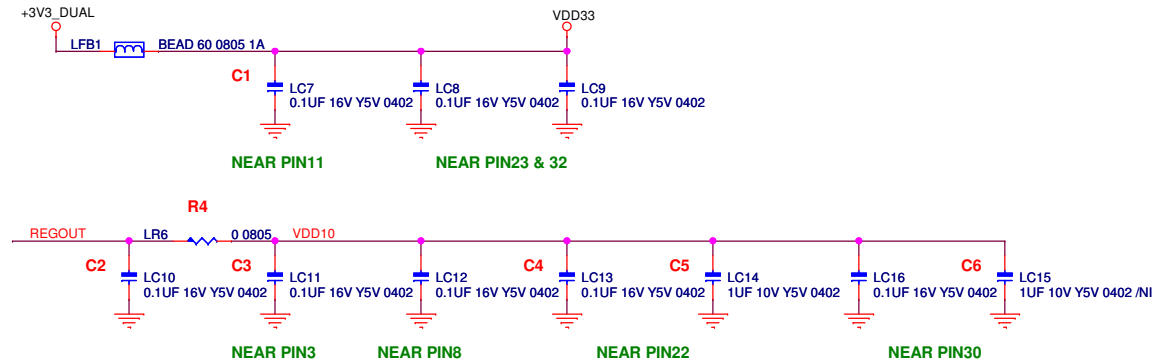 +3V3_DUAL VDD33
LFB1 BEAD 60 0805 1A
C1 LC7 LC8 LC9
0.1UF 16V Y5V 0402 0.1UF 16V Y5V 0402 0.1UF 16V Y5V 0402
NEAR PIN11 NEAR PIN23 & 32
R4
REGOUT LR6 0 0805 VDD10
C2 C3 C4 C5 C6
LC10 LC11 LC12 LC13 LC14 LC16 LC15
0.1UF 16V Y5V 0402 0.1UF 16V Y5V 0402 0.1UF 16V Y5V 0402 0.1UF 16V Y5V 0402 1UF 10V Y5V 0402 0.1UF 16V Y5V 0402 1UF 10V Y5V 0402 /NI
NEAR PIN3 NEAR PIN8 NEAR PIN22 NEAR PIN30